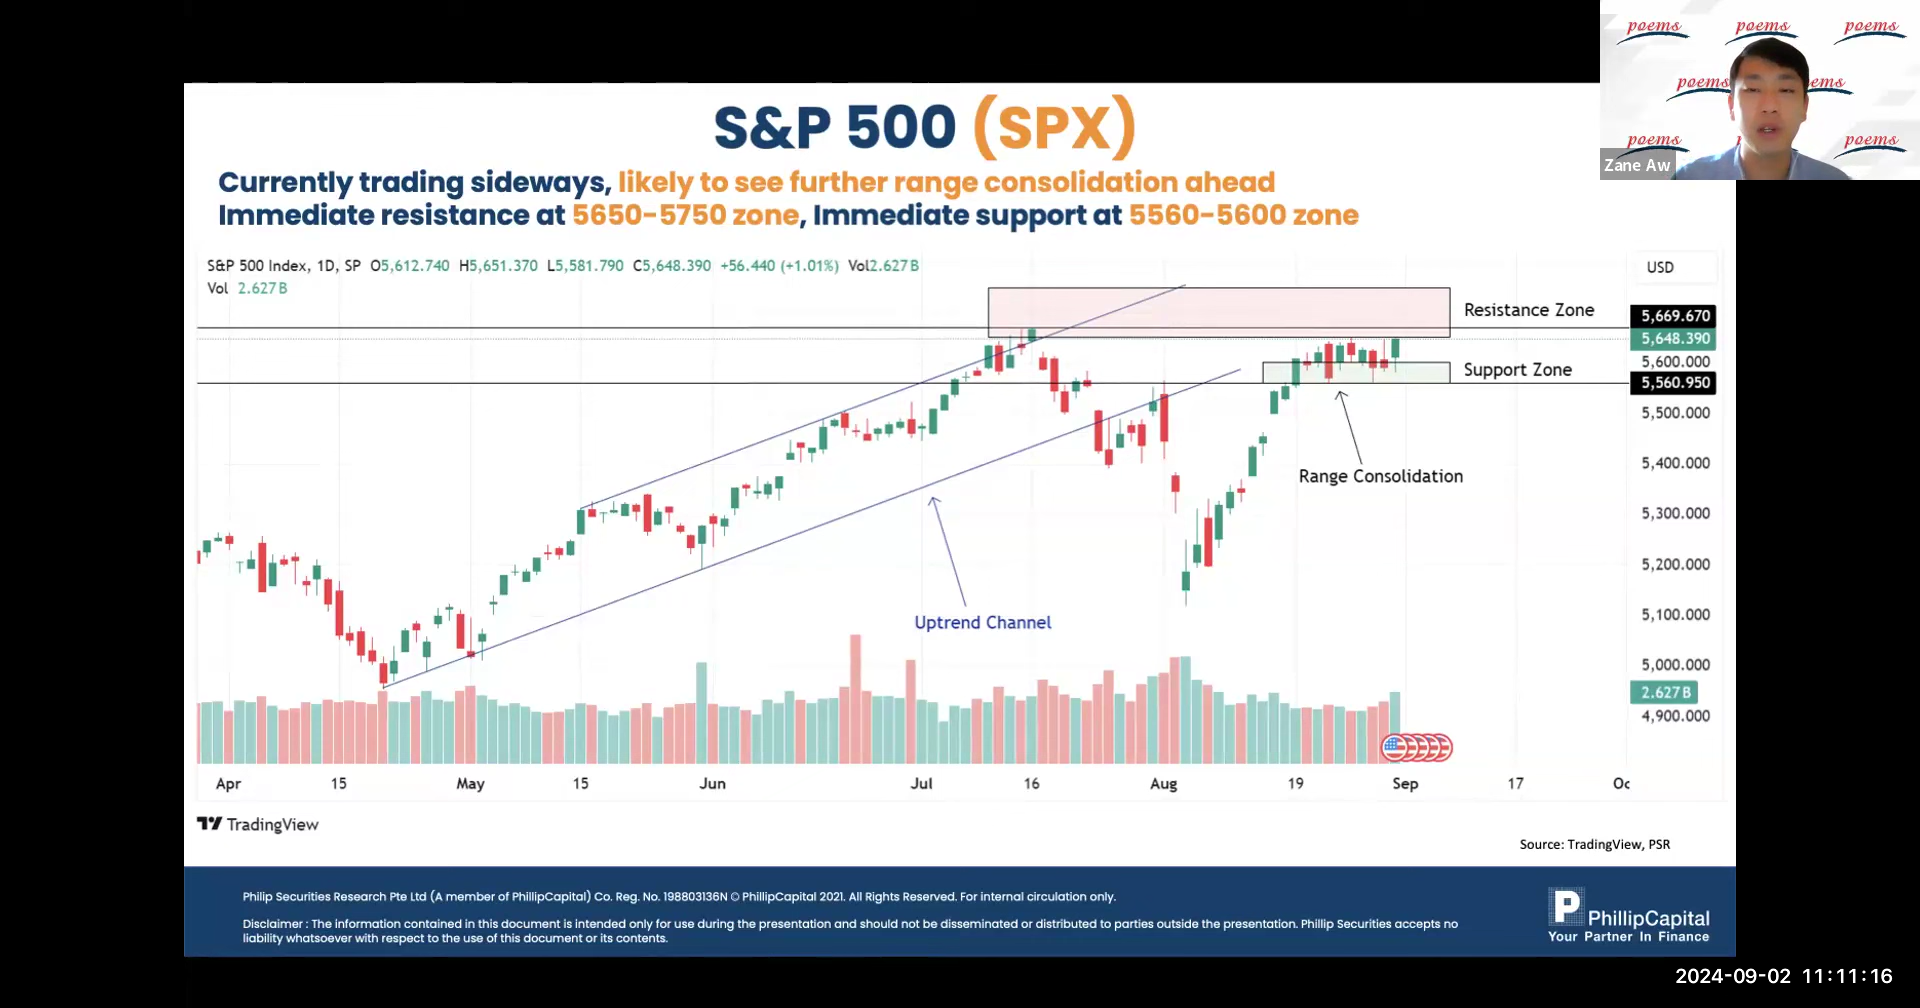 poems poems poems
poems ems
poems poems
Zane Aw
S&P 500 (SPX)
Currently trading sideways, likely to see further range consolidation ahead
Immediate resistance at 5650-5750 zone, Immediate support at 5560-5600 zone
S&P 500 Index, 1D, SP O5,612.740 H5,651.370 L5,581.790 C5,648.390 +56.440 (+1.01%) Vol2.627B
Vol 2.627B
USD
Resistance Zone
5,669.670
5,648.390
5,600.000
Support Zone
5,560.950
5,500.000
5,400.000
Range Consolidation
5,300.000
5,200.000
5,100.000
Uptrend Channel
5,000.000
2.627B
4,900.000
Apr 15 May 15 Jun Jul 16 Aug 19 Sep 17 Oc
TradingView
Source: TradingView, PSR
Philip Securities Research Pte Ltd (A member of PhillipCapital) Co. Reg. No. 198803136N © PhillipCapital 2021. All Rights Reserved. For internal circulation only.
Disclaimer : The information contained in this document is intended only for use during the presentation and should not be disseminated or distributed to parties outside the presentation. Phillip Securities accepts no
liability whatsoever with respect to the use of this document or its contents.
PhillipCapital
Your Partner In Finance
2024-09-02 11:11:16